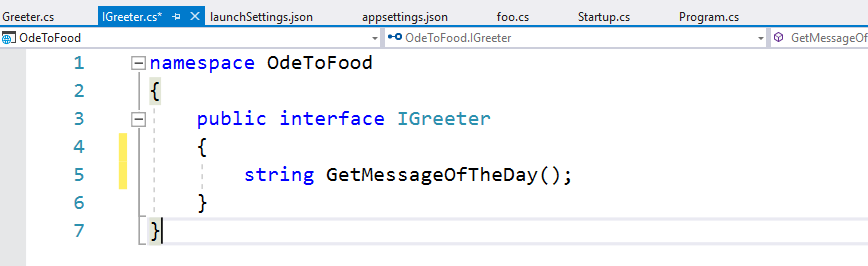 Greeter.cs IGreeter.cs* launchSettings.json appsettings.json foo.cs Startup.cs Program.cs
OdeToFood OdeToFood.IGreeter GetMessageOf
1 namespace OdeToFood
2 {
3 public interface IGreeter
4 {
5 string GetMessageOfTheDay();
6 }
7 }